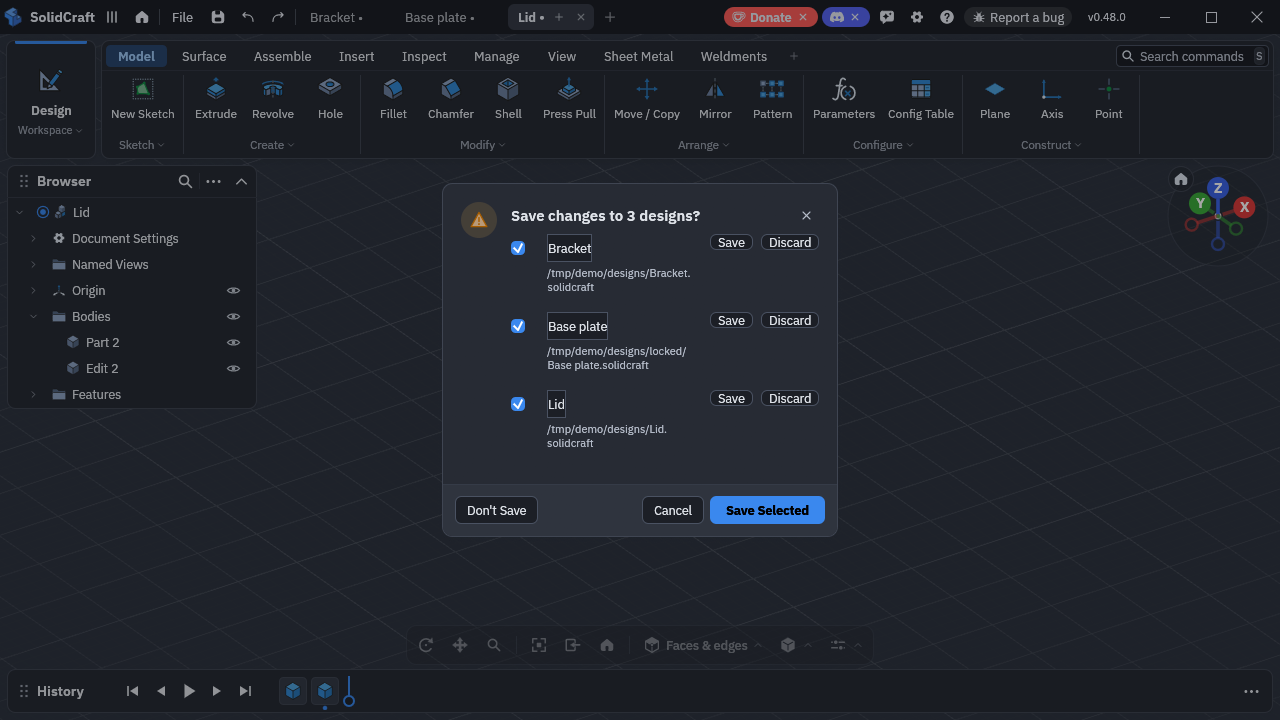 SolidCraft
File
Bracket •
Base plate •
Lid •
Donate
Report a bug
v0.48.0
Design
Workspace
Model
Surface
Assemble
Insert
Inspect
Manage
View
Sheet Metal
Weldments
Search commands
S
New Sketch
Extrude
Revolve
Hole
Fillet
Chamfer
Shell
Press Pull
Move / Copy
Mirror
Pattern
Parameters
Config Table
Plane
Axis
Point
Sketch
Create
Modify
Arrange
Configure
Construct
Browser
Lid
Document Settings
Named Views
Origin
Bodies
Part 2
Edit 2
Features
Z
Y
X
Save changes to 3 designs?
Bracket
Save
Discard
/tmp/demo/designs/Bracket.
solidcraft
Base plate
Save
Discard
/tmp/demo/designs/locked/
Base plate.solidcraft
Lid
Save
Discard
/tmp/demo/designs/Lid.
solidcraft
Don't Save
Cancel
Save Selected
Faces & edges
History